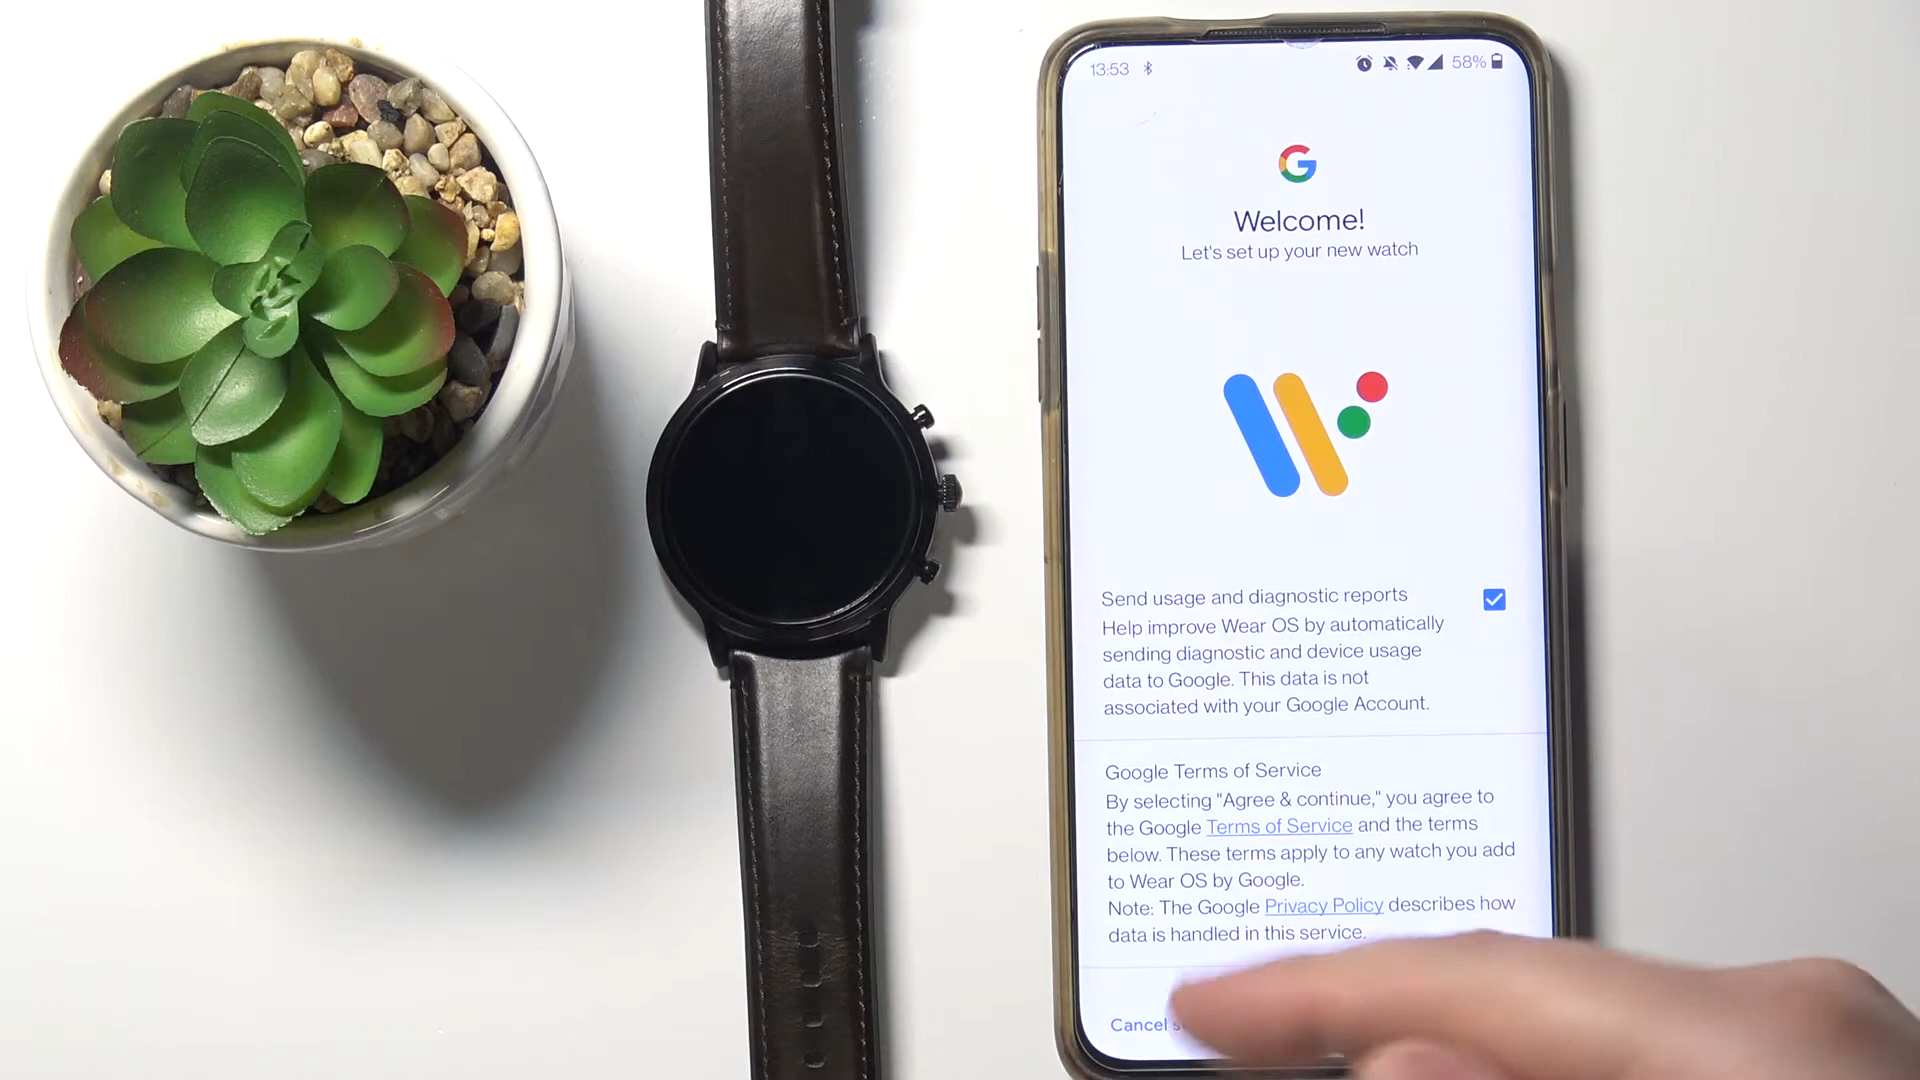 13:53
58%
Welcome!
Let's set up your new watch
Send usage and diagnostic reports
Help improve Wear OS by automatically
sending diagnostic and device usage
data to Google. This data is not
associated with your Google Account.
Google Terms of Service
By selecting "Agree & continue," you agree to
the Google Terms of Service and the terms
below. These terms apply to any watch you add
to Wear OS by Google.
Note: The Google Privacy Policy describes how
data is handled in this service.
Cancel